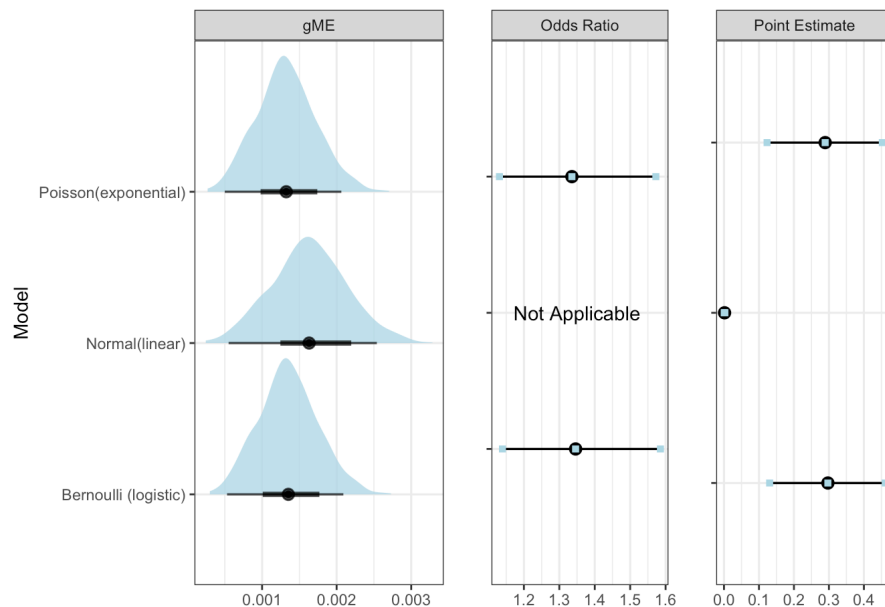 gME
Odds Ratio
Point Estimate
Model
Poisson(exponential)
Normal(linear)
Not Applicable
Bernoulli (logistic)
0.001 0.002 0.003
1.2 1.3 1.4 1.5 1.6
0.0 0.1 0.2 0.3 0.4